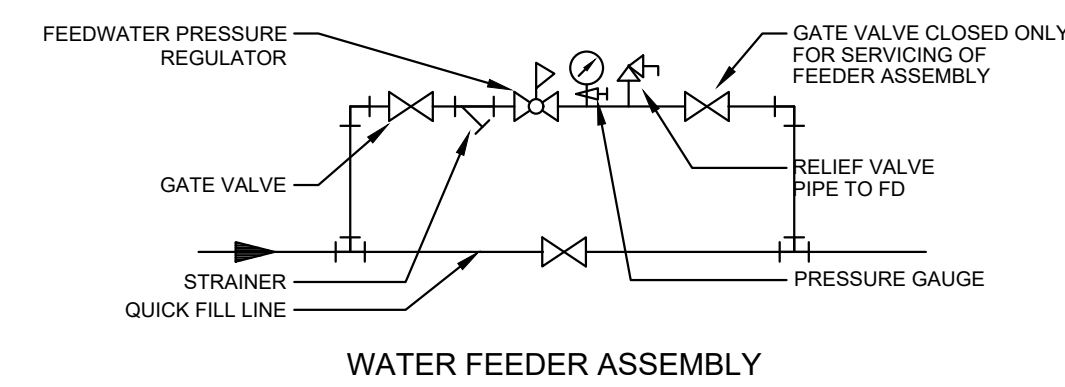 FEEDWATER PRESSURE
REGULATOR
GATE VALVE CLOSED ONLY
FOR SERVICING OF
FEEDER ASSEMBLY
GATE VALVE
RELIEF VALVE
PIPE TO FD
STRAINER
PRESSURE GAUGE
QUICK FILL LINE
WATER FEEDER ASSEMBLY